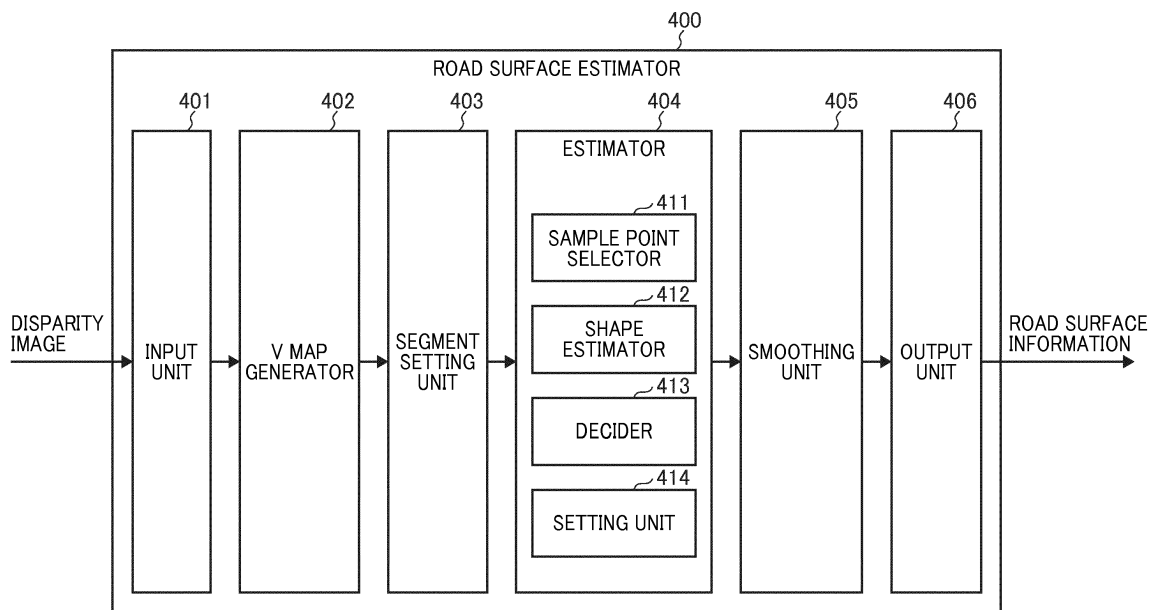 400
ROAD SURFACE ESTIMATOR
401
402
403
404
405
406
ESTIMATOR
411
SAMPLE POINT
SELECTOR
412
SHAPE
ESTIMATOR
413
DECIDER
414
SETTING UNIT
DISPARITY
IMAGE
INPUT
UNIT
V MAP
GENERATOR
SEGMENT
SETTING
UNIT
SMOOTHING
UNIT
OUTPUT
UNIT
ROAD SURFACE
INFORMATION